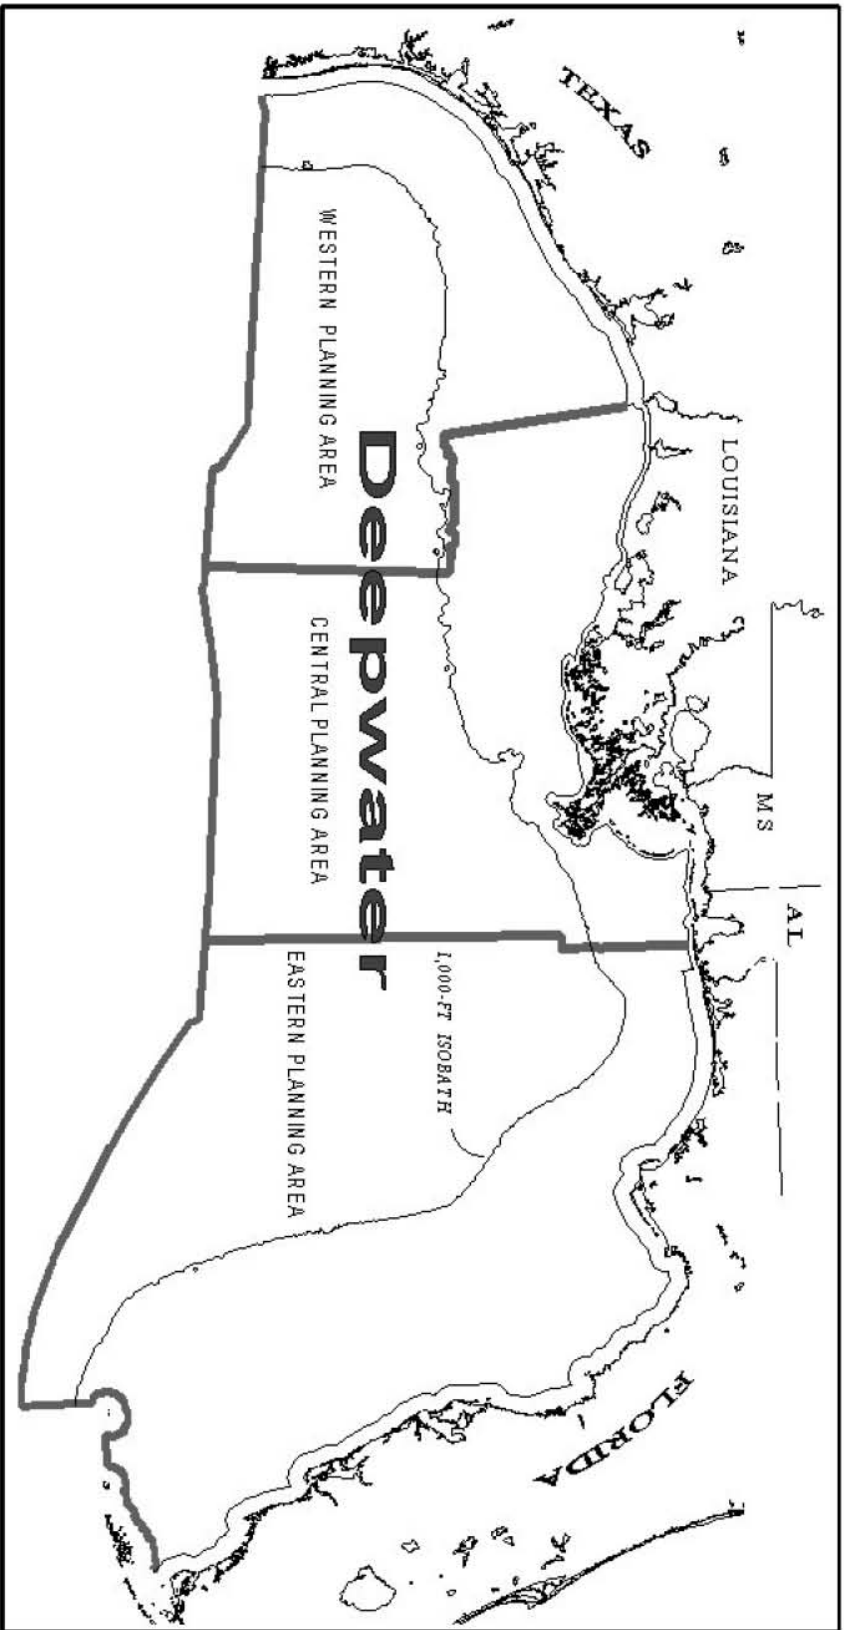 TEXAS
LOUISIANA
MS
AL
FLORIDA
Deepwater
WESTERN PLANNING AREA
CENTRAL PLANNING AREA
EASTERN PLANNING AREA
1,000-FT ISOBATH